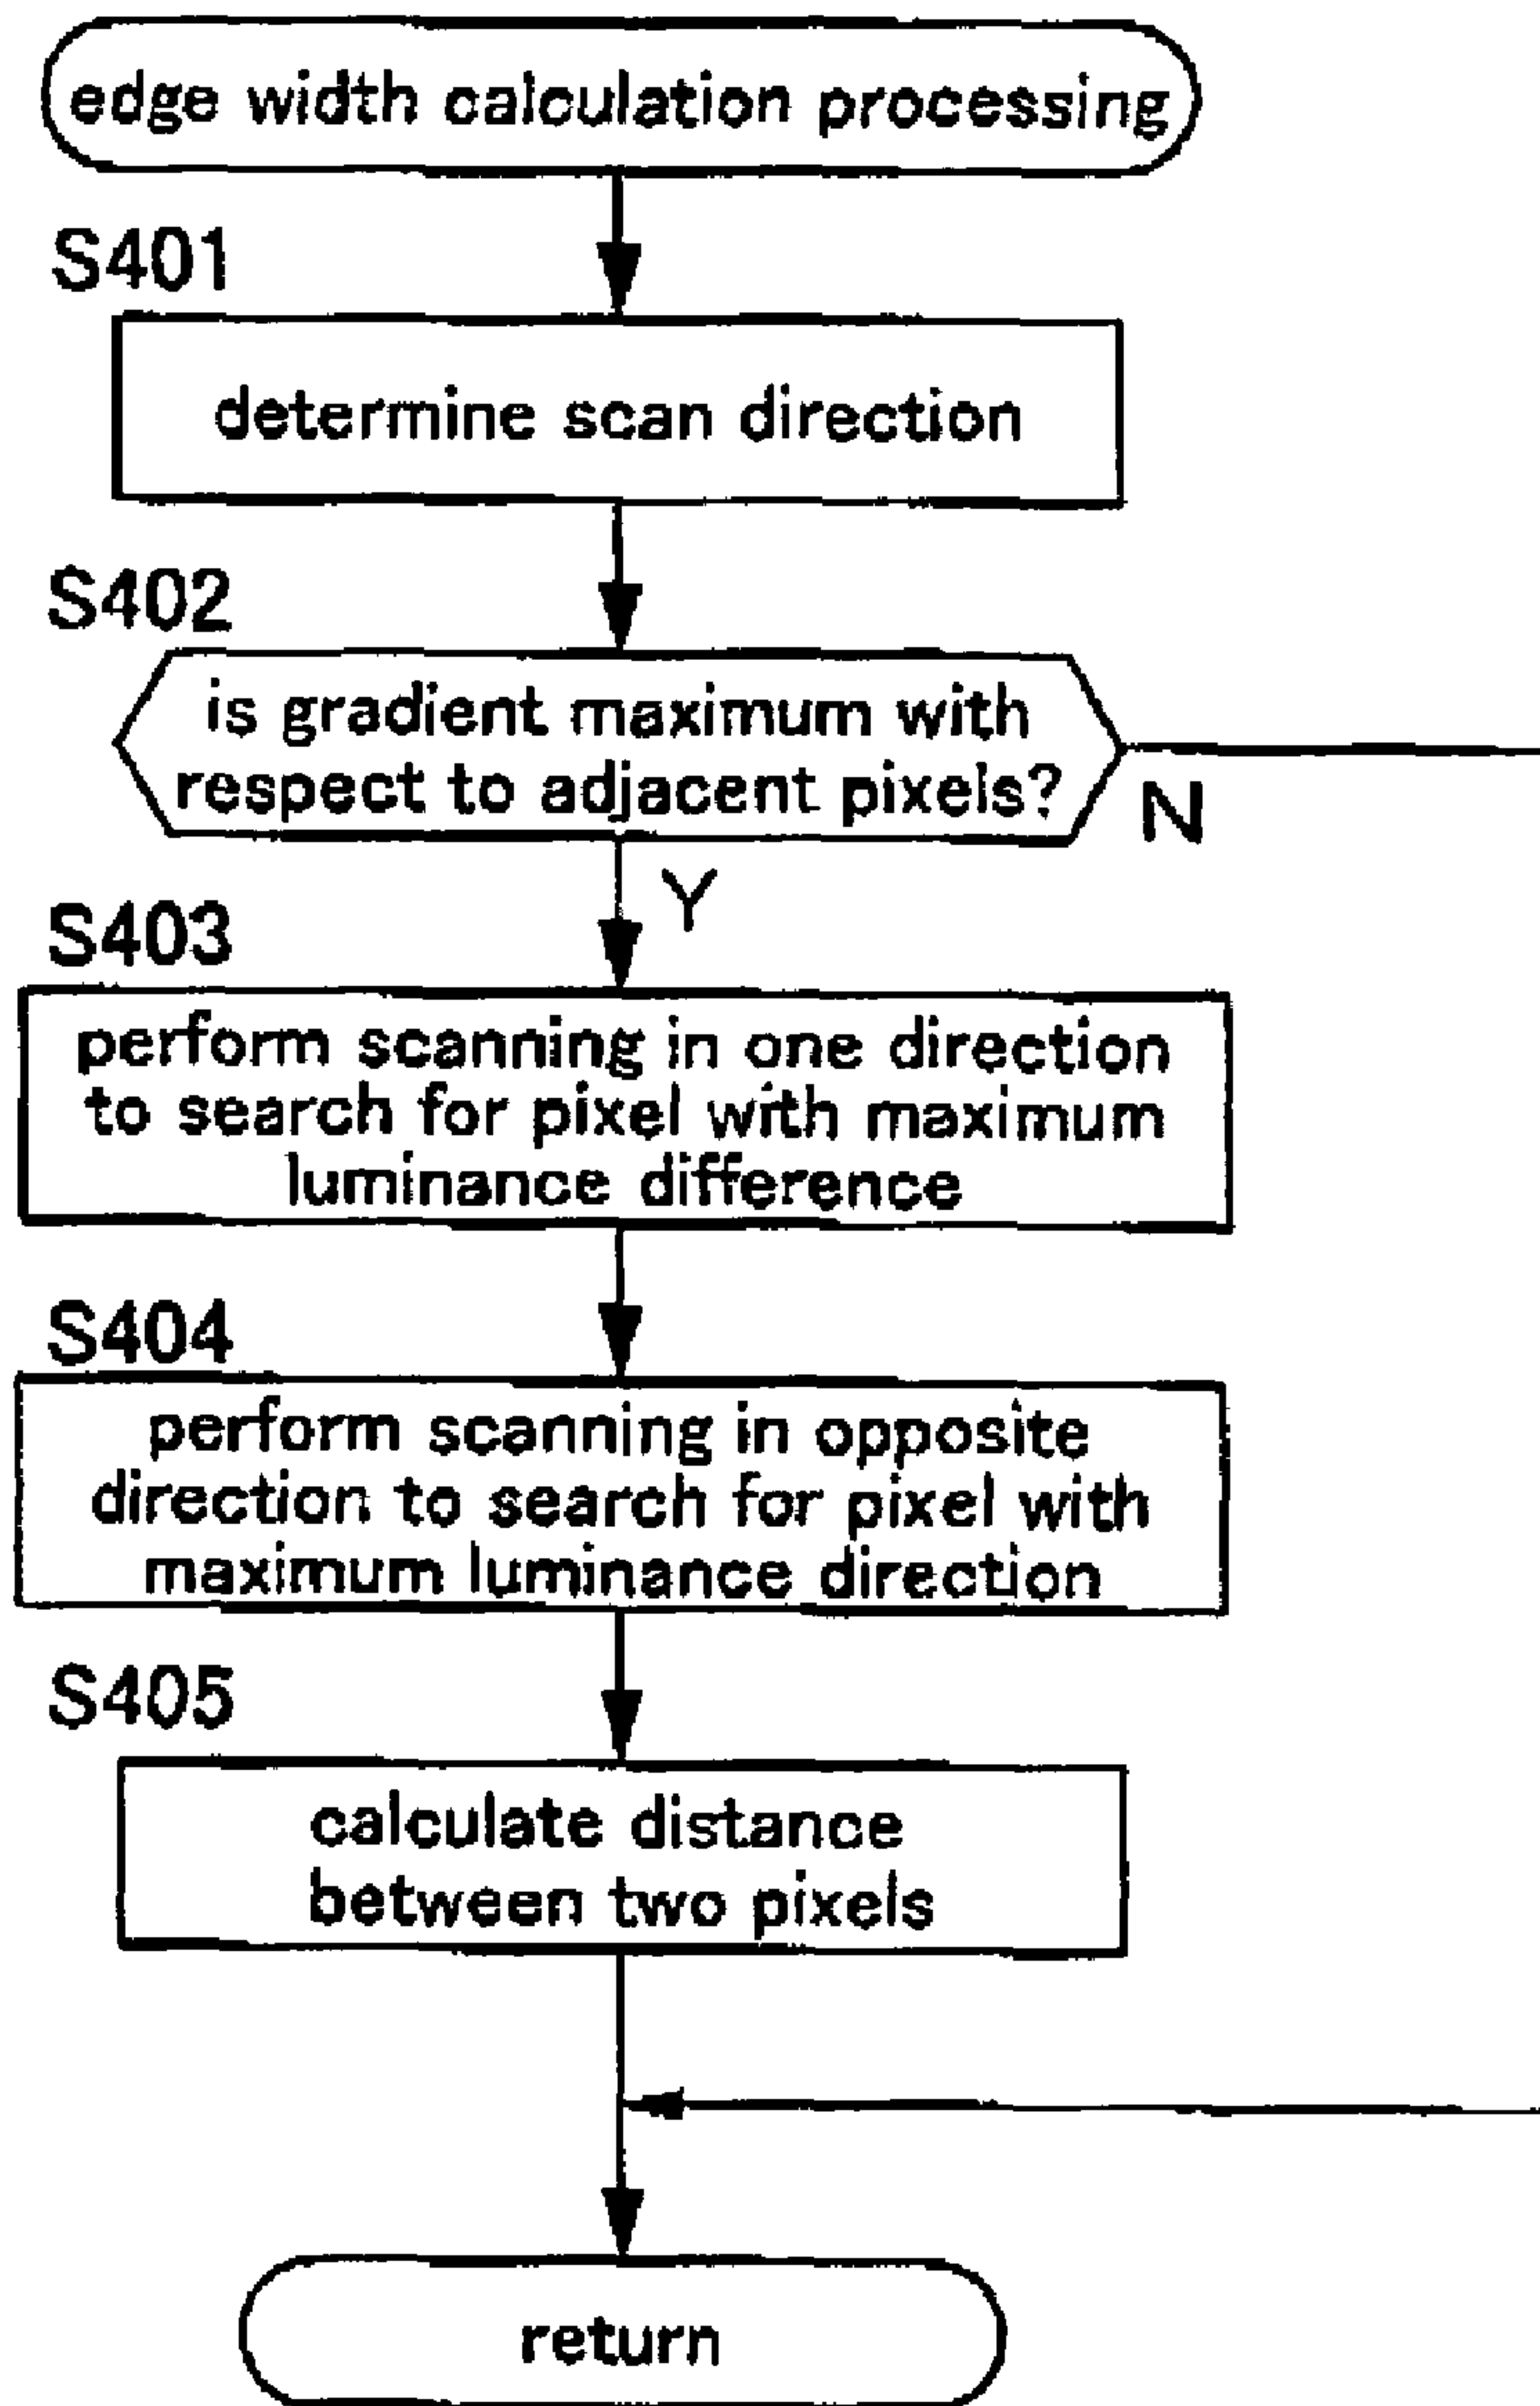 edge width calculation processing
S401
determine scan direction
S402
is gradient maximum with
respect to adjacent pixels?
N
Y
S403
perform scanning in one direction
to search for pixel with maximum
luminance difference
S404
perform scanning in opposite
direction to search for pixel with
maximum luminance direction
S405
calculate distance
between two pixels
return